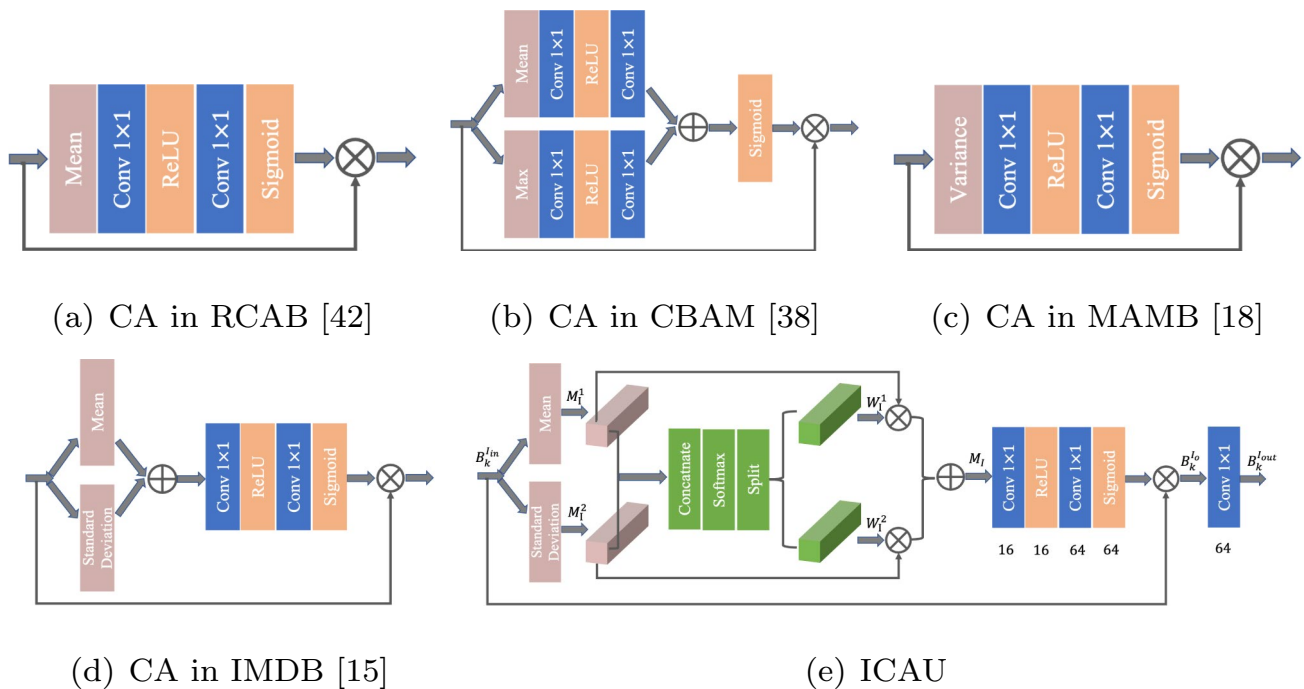 Mean
Conv 1×1
ReLU
Conv 1×1
Sigmoid
(a) CA in RCAB [42]
Mean
Conv 1×1
ReLU
Conv 1×1
Max
Conv 1×1
ReLU
Conv 1×1
Sigmoid
(b) CA in CBAM [38]
Variance
Conv 1×1
ReLU
Conv 1×1
Sigmoid
(c) CA in MAMB [18]
Mean
Standard
Deviation
Conv 1×1
ReLU
Conv 1×1
Sigmoid
(d) CA in IMDB [15]
$B_k^{I_{in}}$
Mean
Standard
Deviation
$M_I^1$
$M_I^2$
Concatnate
Softmax
Split
$W_I^1$
$W_I^2$
$M_I$
Conv 1×1
ReLU
Conv 1×1
Sigmoid
16 16 64 64
$B_k^{I_o}$
Conv 1×1
64
$B_k^{I_{out}}$
(e) ICAU